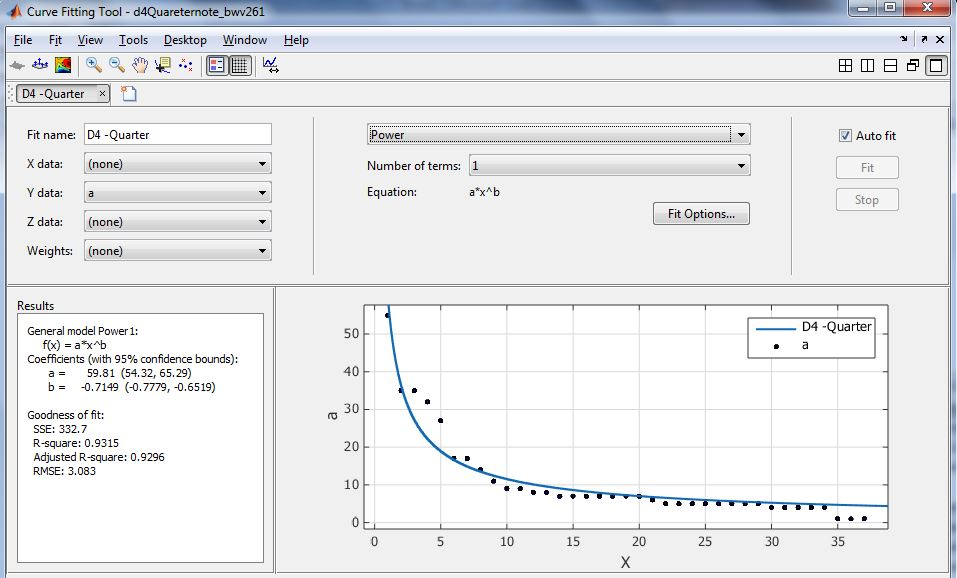 Curve Fitting Tool - d4Quareternote_bwv261
File Fit View Tools Desktop Window Help
D4 -Quarter
Fit name: D4 -Quarter
X data: (none)
Y data: a
Z data: (none)
Weights: (none)
Power
Number of terms: 1
Equation: a*x^b
Fit Options...
Auto fit
Fit
Stop
Results
General model Power1:
f(x) = a*x^b
Coefficients (with 95% confidence bounds):
a = 59.81 (54.32, 65.29)
b = -0.7149 (-0.7779, -0.6519)
Goodness of fit:
SSE: 332.7
R-square: 0.9315
Adjusted R-square: 0.9296
RMSE: 3.083
D4 -Quarter
a
50
40
30
20
10
0
a
0 5 10 15 20 25 30 35
X